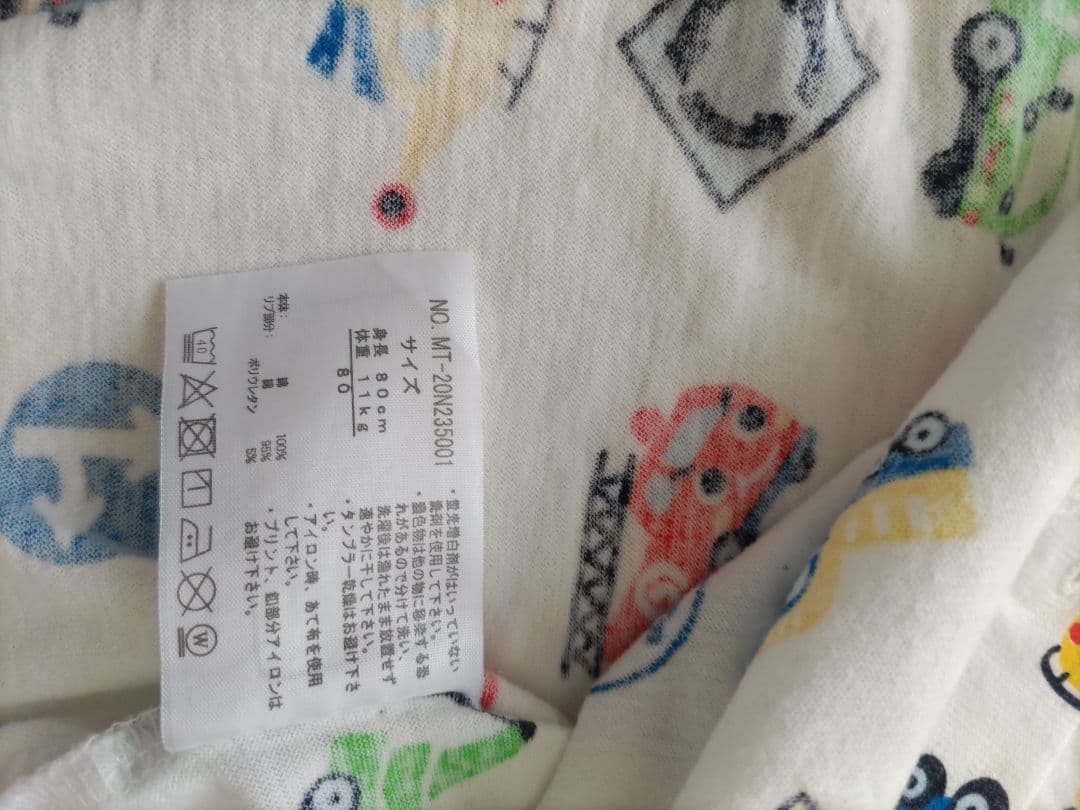 NO. MT-20N235001
サイズ
身長 80cm
体重 11kg
80
本体: 綿 100%
リブ部分: 綿 95%
ポリウレタン 5%
40
W
・蛍光増白剤がはいっていない
洗剤を使用して下さい。
・濃色物は他の物に移染する恐
れがあるので分けて洗い、
洗濯後は濡れたまま放置せず
速やかに干して下さい。
・タンブラー乾燥はお避け下さ
い。
・アイロン時、あて布を使用
して下さい。
・プリント、釦部分アイロンは
お避け下さい。